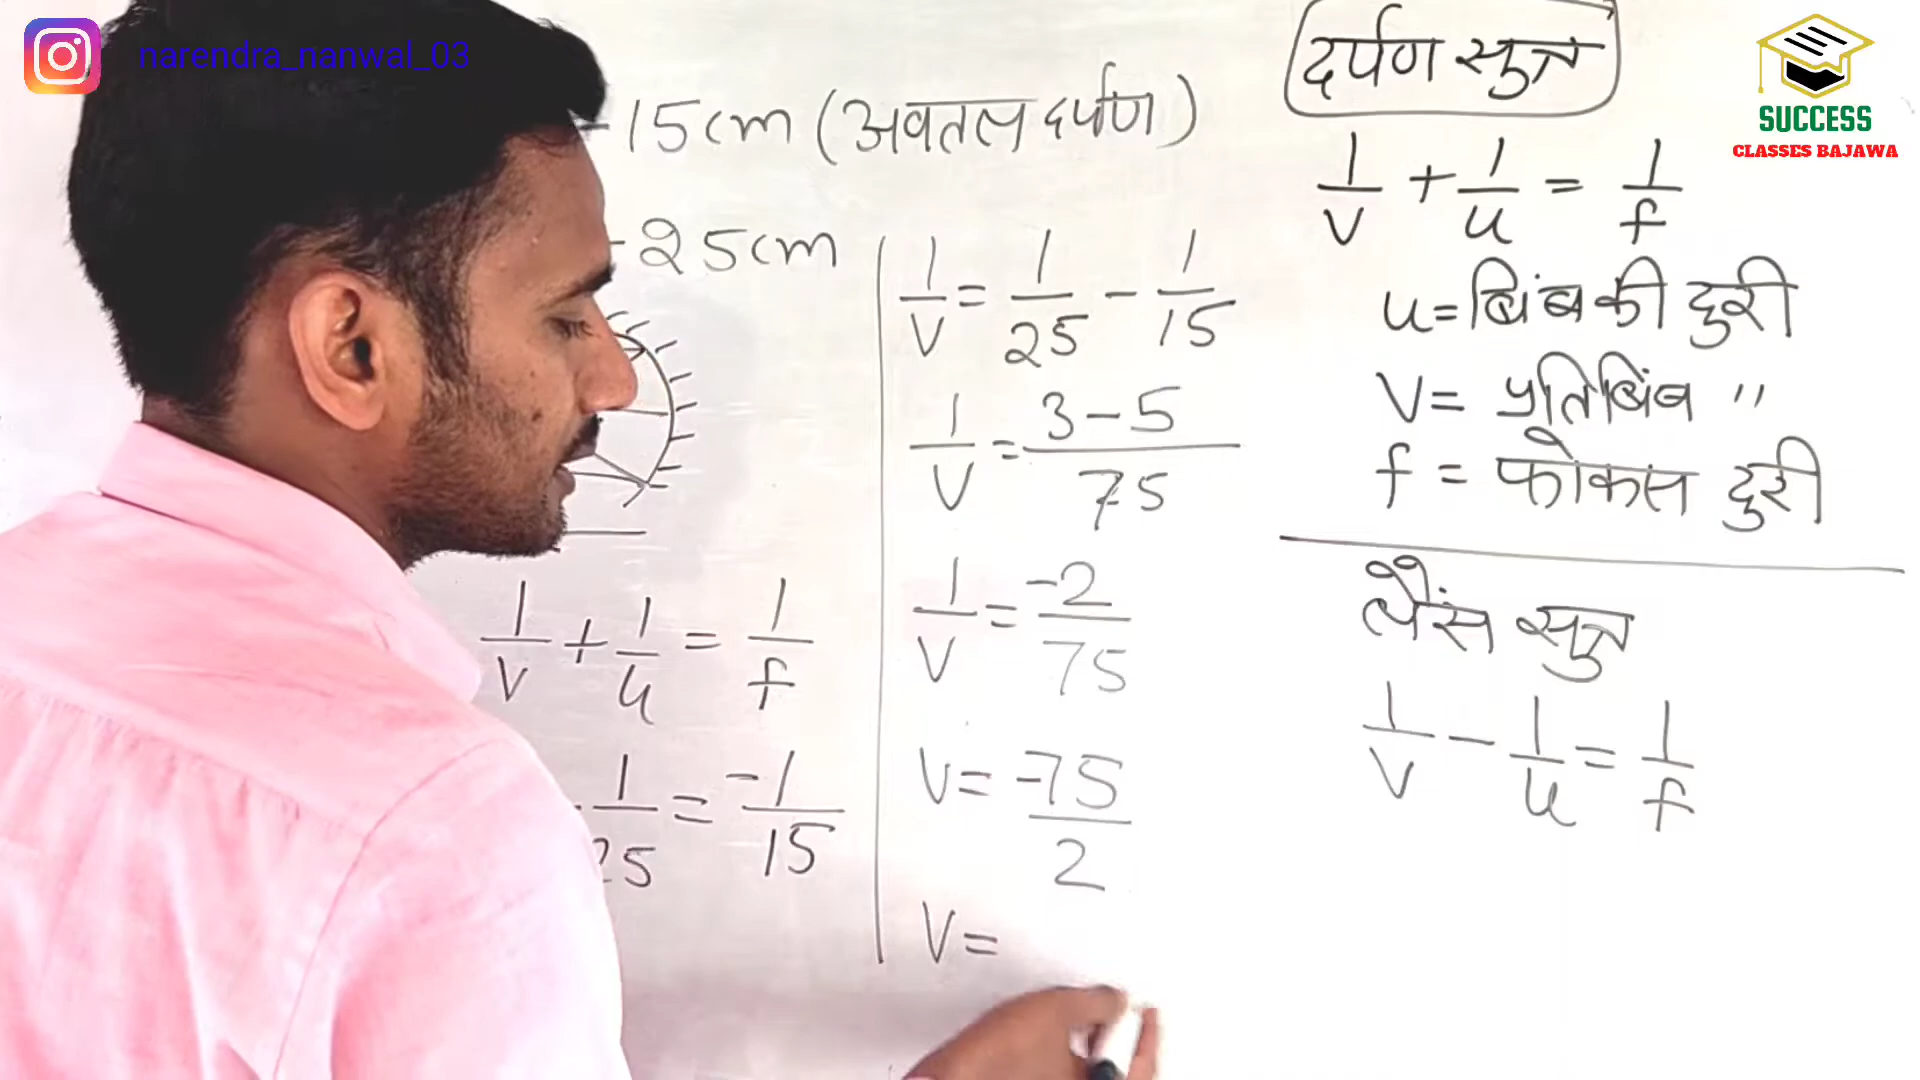 narendra_nanwal_03
SUCCESS
CLASSES BAJAWA
-15cm (अवतल दर्पण)
-25cm
1/v + 1/u = 1/f
1/25 = -1/15
1/v = 1/25 - 1/15
1/v = 3-5/75
1/v = -2/75
v = -75/2
v =
दर्पण सुत्र
1/v + 1/u = 1/f
u = बिंब की दुरी
v = प्रतिबिंब "
f = फोकस दुरी
लैंस सुत्र
1/v - 1/u = 1/f